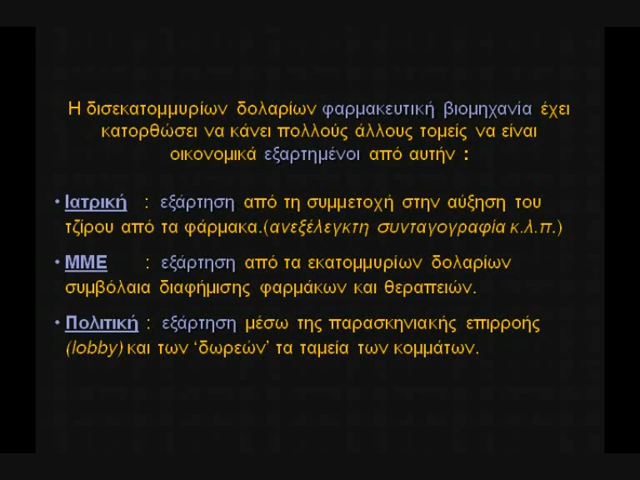 Η δισεκατομμυρίων δολαρίων φαρμακευτική βιομηχανία έχει
κατορθώσει να κάνει πολλούς άλλους τομείς να είναι
οικονομικά εξαρτημένοι από αυτήν :
• Ιατρική : εξάρτηση από τη συμμετοχή στην αύξηση του
τζίρου από τα φάρμακα.(ανεξέλεγκτη συνταγογραφία κ.λ.π.)
• ΜΜΕ : εξάρτηση από τα εκατομμυρίων δολαρίων
συμβόλαια διαφήμισης φαρμάκων και θεραπειών.
• Πολιτική : εξάρτηση μέσω της παρασκηνιακής επιρροής
(lobby) και των ‘δωρεών’ τα ταμεία των κομμάτων.